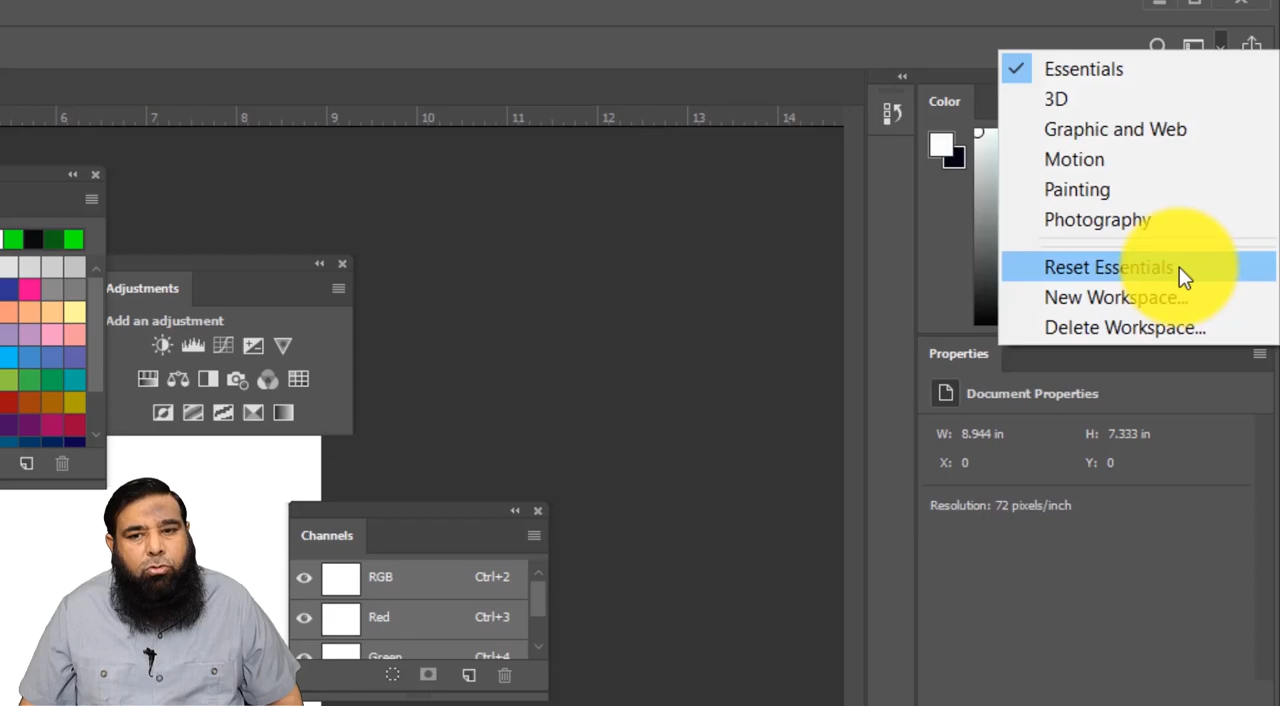 Essentials
3D
Graphic and Web
Motion
Painting
Photography
Reset Essentials
New Workspace...
Delete Workspace...
Color
6 7 8 9 10 11 12 13 14
Adjustments
Add an adjustment
Properties
Document Properties
W: 8.944 in H: 7.333 in
X: 0 Y: 0
Resolution: 72 pixels/inch
Channels
RGB Ctrl+2
Red Ctrl+3
Green Ctrl+4